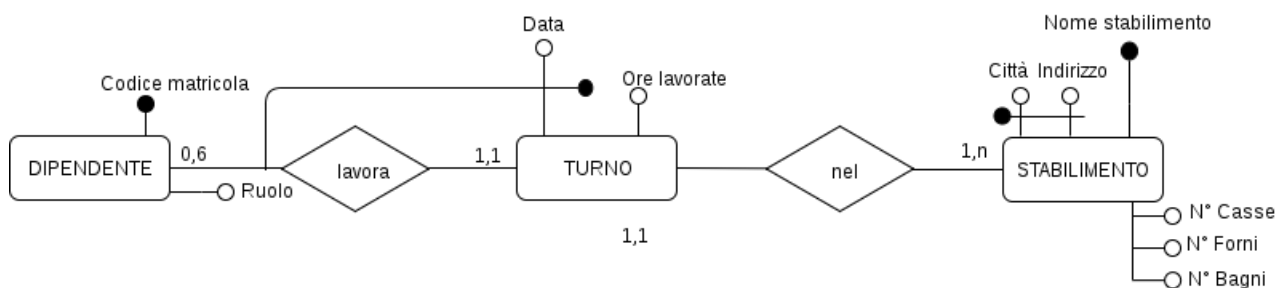 Nome stabilimento
Data
Codice matricola
Ore lavorate
Città Indirizzo
DIPENDENTE
0,6
lavora
1,1
TURNO
nel
1,n
STABILIMENTO
Ruolo
1,1
N° Casse
N° Forni
N° Bagni